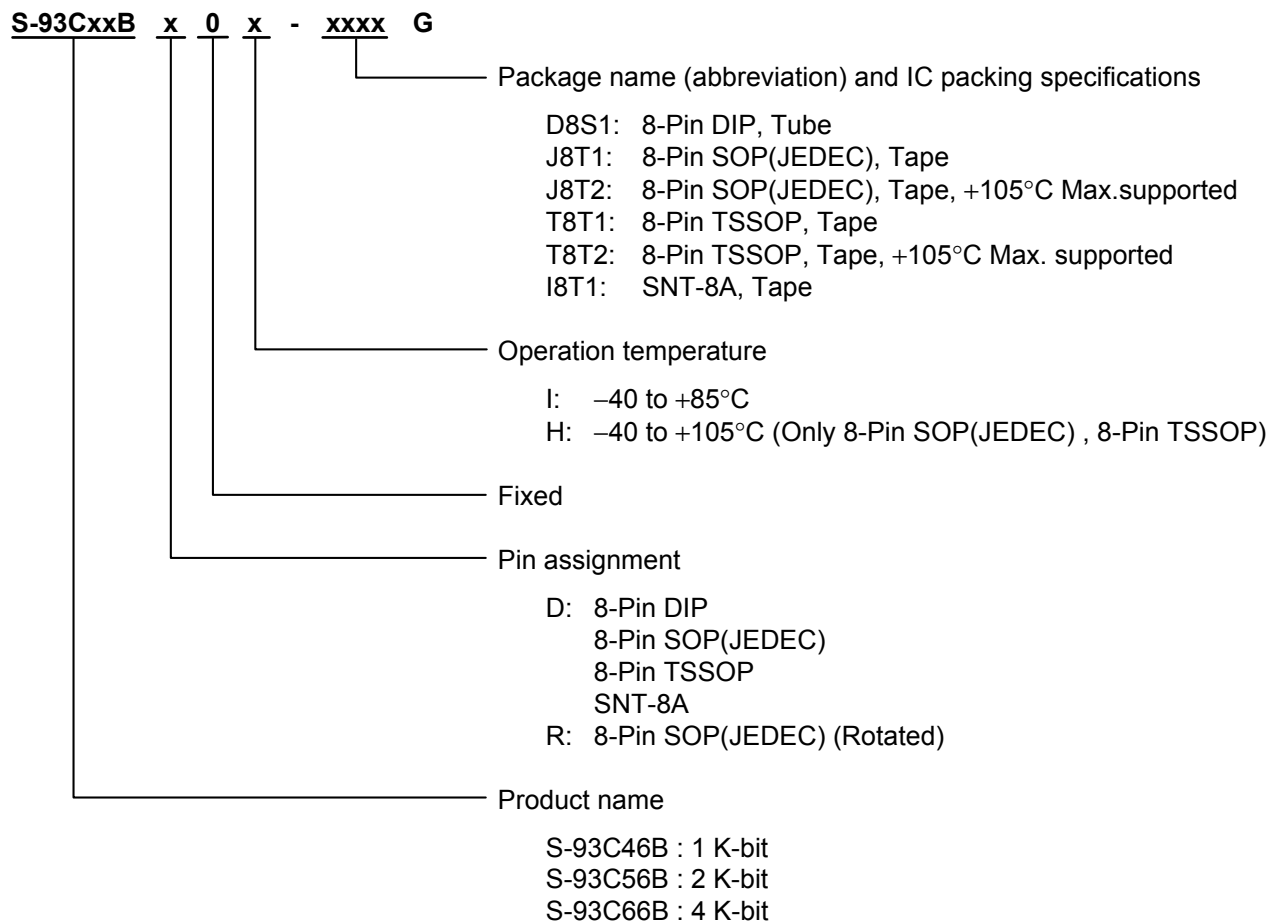 S-93CxxB x 0 x - xxxx G
Package name (abbreviation) and IC packing specifications
D8S1: 8-Pin DIP, Tube
J8T1: 8-Pin SOP(JEDEC), Tape
J8T2: 8-Pin SOP(JEDEC), Tape, +105°C Max.supported
T8T1: 8-Pin TSSOP, Tape
T8T2: 8-Pin TSSOP, Tape, +105°C Max. supported
I8T1: SNT-8A, Tape
Operation temperature
I: −40 to +85°C
H: −40 to +105°C (Only 8-Pin SOP(JEDEC) , 8-Pin TSSOP)
Fixed
Pin assignment
D: 8-Pin DIP
8-Pin SOP(JEDEC)
8-Pin TSSOP
SNT-8A
R: 8-Pin SOP(JEDEC) (Rotated)
Product name
S-93C46B : 1 K-bit
S-93C56B : 2 K-bit
S-93C66B : 4 K-bit